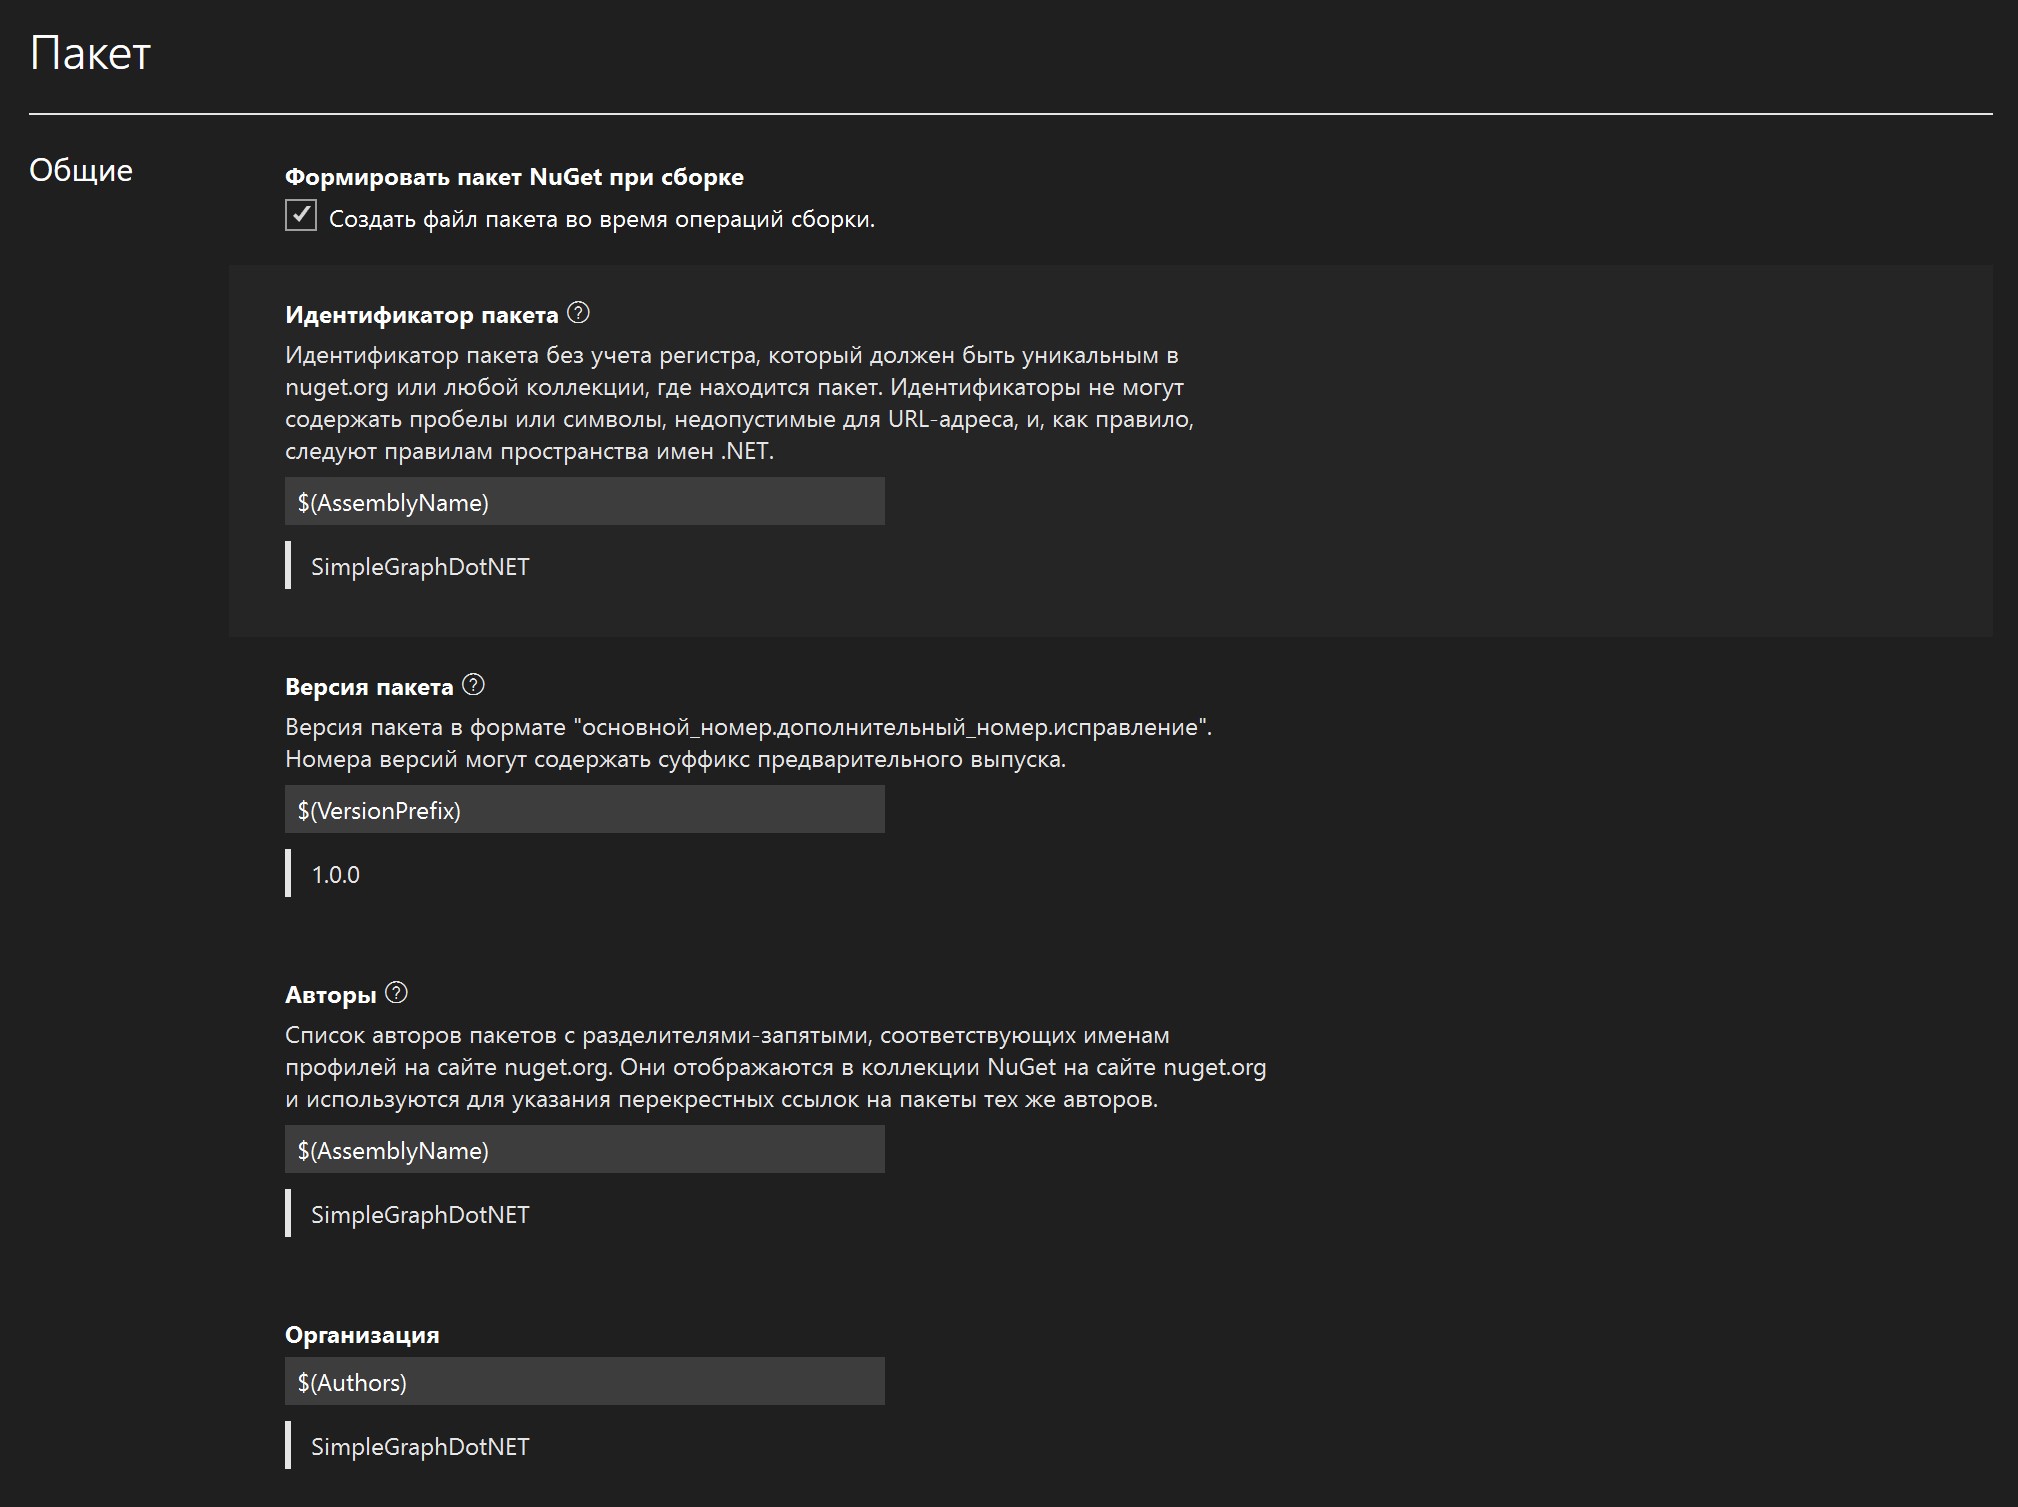 Пакет
Общие
Формировать пакет NuGet при сборке
Создать файл пакета во время операций сборки.
Идентификатор пакета
Идентификатор пакета без учета регистра, который должен быть уникальным в
nuget.org или любой коллекции, где находится пакет. Идентификаторы не могут
содержать пробелы или символы, недопустимые для URL-адреса, и, как правило,
следуют правилам пространства имен .NET.
$(AssemblyName)
SimpleGraphDotNET
Версия пакета
Версия пакета в формате "основной_номер.дополнительный_номер.исправление".
Номера версий могут содержать суффикс предварительного выпуска.
$(VersionPrefix)
1.0.0
Авторы
Список авторов пакетов с разделителями-запятыми, соответствующих именам
профилей на сайте nuget.org. Они отображаются в коллекции NuGet на сайте nuget.org
и используются для указания перекрестных ссылок на пакеты тех же авторов.
$(AssemblyName)
SimpleGraphDotNET
Организация
$(Authors)
SimpleGraphDotNET